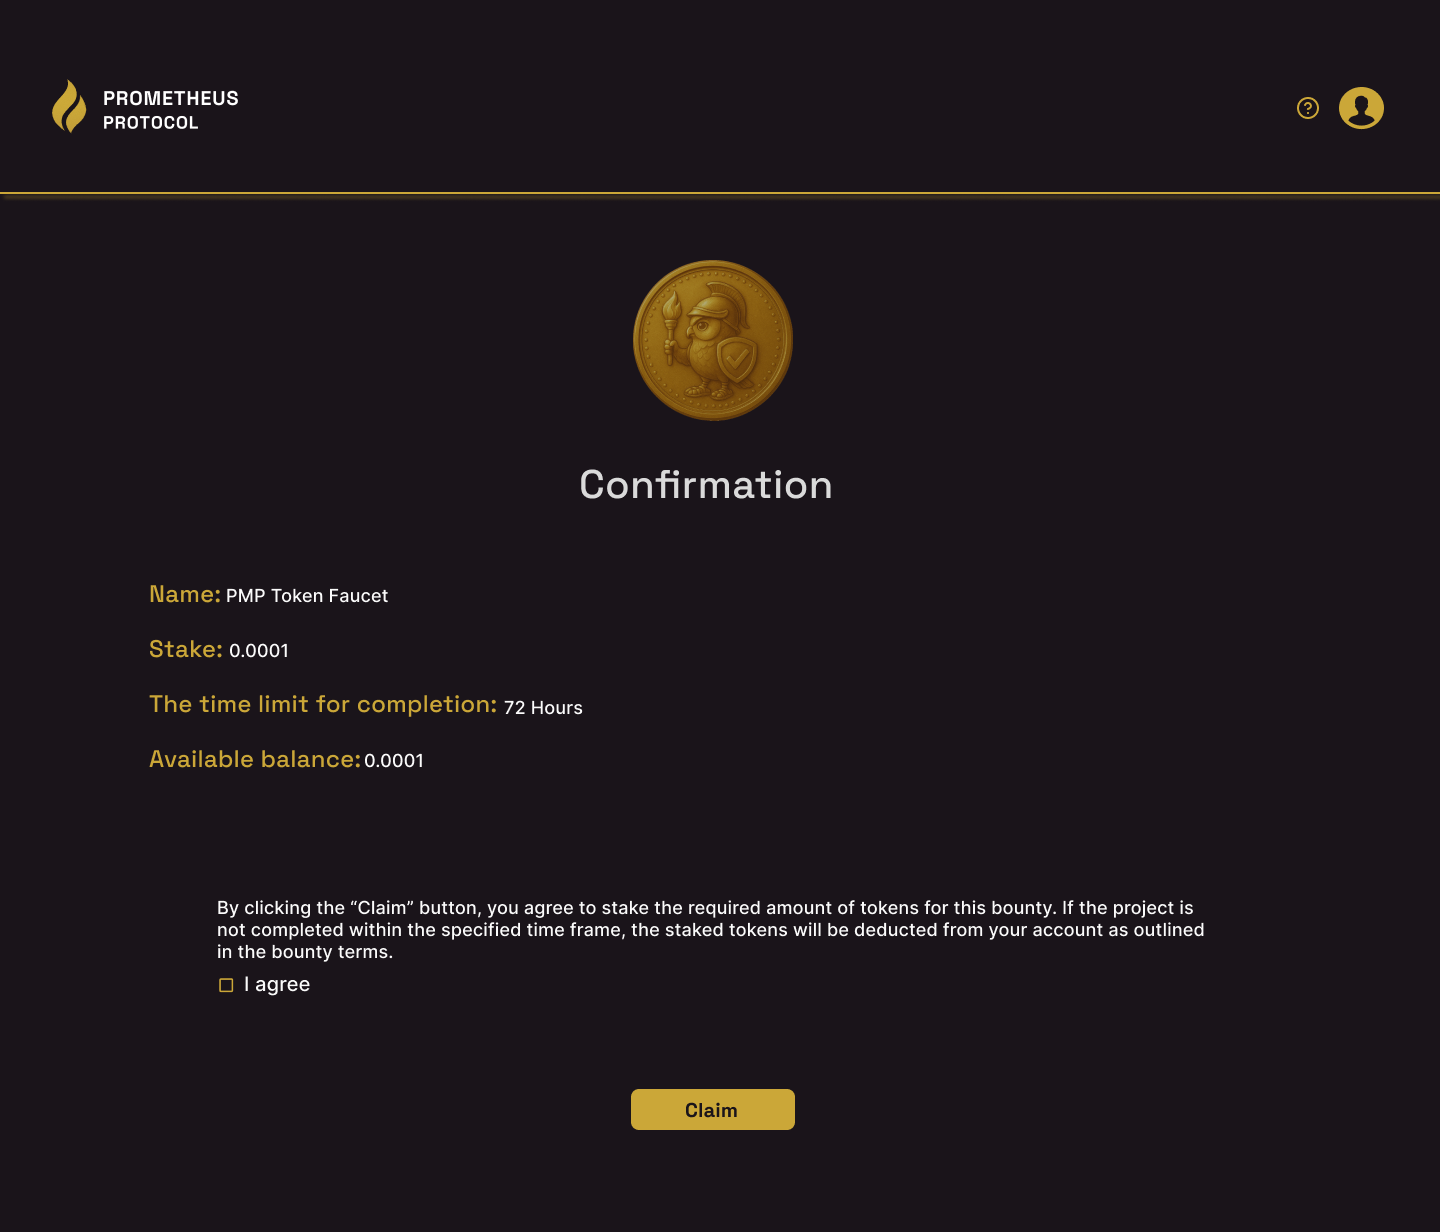 PROMETHEUS
PROTOCOL
?
Confirmation
Name: PMP Token Faucet
Stake: 0.0001
The time limit for completion: 72 Hours
Available balance: 0.0001
By clicking the “Claim” button, you agree to stake the required amount of tokens for this bounty. If the project is
not completed within the specified time frame, the staked tokens will be deducted from your account as outlined
in the bounty terms.
I agree
Claim